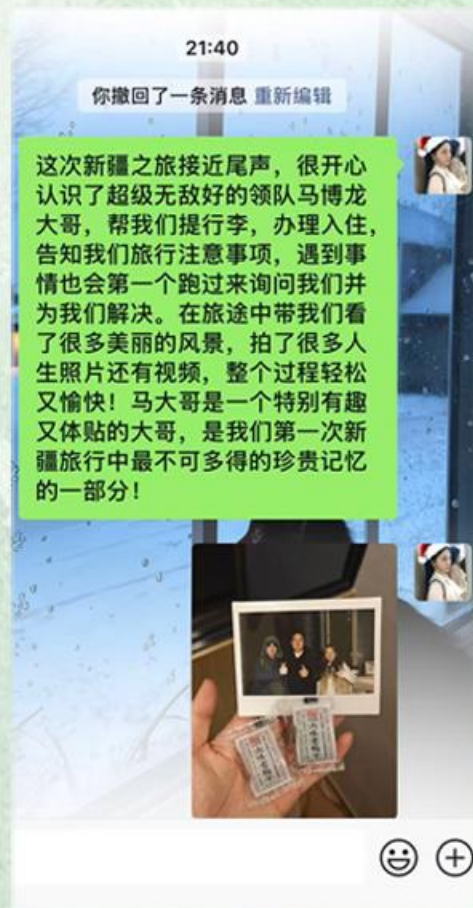 21:40
你撤回了一条消息 重新编辑
这次新疆之旅接近尾声，很开心
认识了超级无敌好的领队马博龙
大哥，帮我们提行李，办理入住，
告知我们旅行注意事项，遇到事
情也会第一个跑过来询问我们并
为我们解决。在旅途中带我们看
了很多美丽的风景，拍了很多人
生照片还有视频，整个过程轻松
又愉快！马大哥是一个特别有趣
又体贴的大哥，是我们第一次新
疆旅行中最不可多得的珍贵记忆
的一部分！